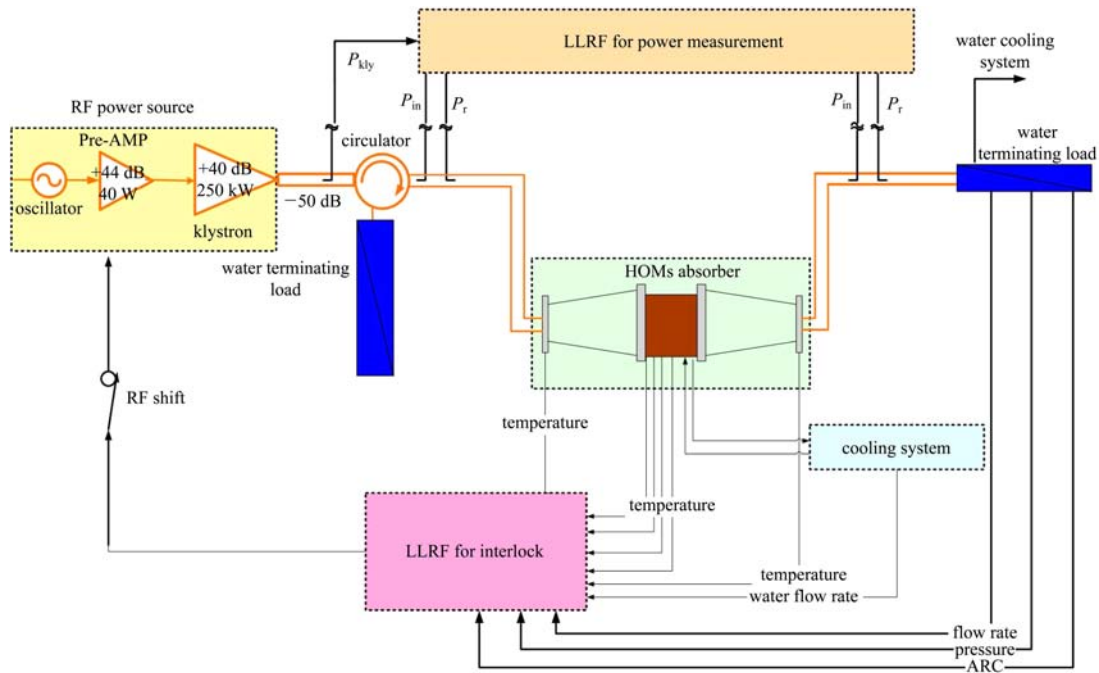 LLRF for power measurement
water cooling
system
P_kly
P_in
P_r
P_in
P_r
RF power source
Pre-AMP
circulator
water
terminating load
+44 dB
40 W
+40 dB
250 kW
−50 dB
oscillator
klystron
water terminating
load
HOMs absorber
RF shift
temperature
cooling system
temperature
LLRF for interlock
temperature
water flow rate
flow rate
pressure
ARC